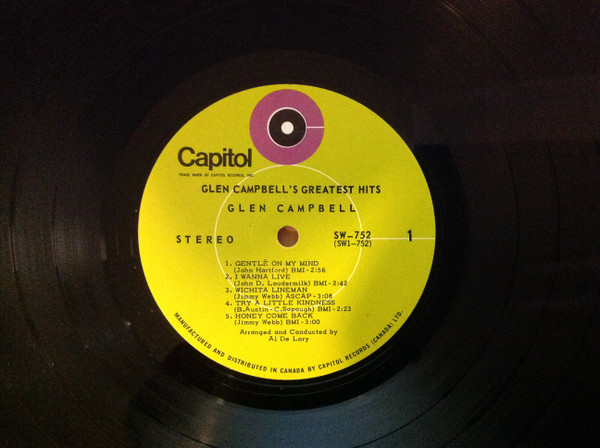 Capitol
TRADE MARK OF CAPITOL RECORDS, INC.
GLEN CAMPBELL'S GREATEST HITS
GLEN CAMPBELL
STEREO
SW-752
(SW1-752)
1
1. GENTLE ON MY MIND
(John Hartford) BMI-2:56
2. I WANNA LIVE
(John D. Loudermilk) BMI-2:42
3. WICHITA LINEMAN
(Jimmy Webb) ASCAP-3:08
4. TRY A LITTLE KINDNESS
(B.Austin-C.Sapaugh) BMI-2:23
5. HONEY COME BACK
(Jimmy Webb) BMI-3:00
Arranged and Conducted by
Al De Lory
MANUFACTURED AND DISTRIBUTED IN CANADA BY CAPITOL RECORDS (CANADA) LTD.